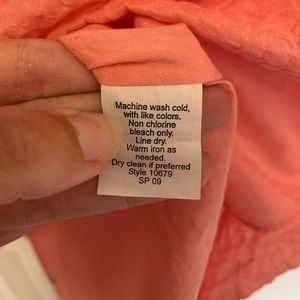 Machine wash cold,
with like colors.
Non chlorine
bleach only.
Line dry.
Warm iron as
needed.
Dry clean if preferred
Style 10679
SP 09